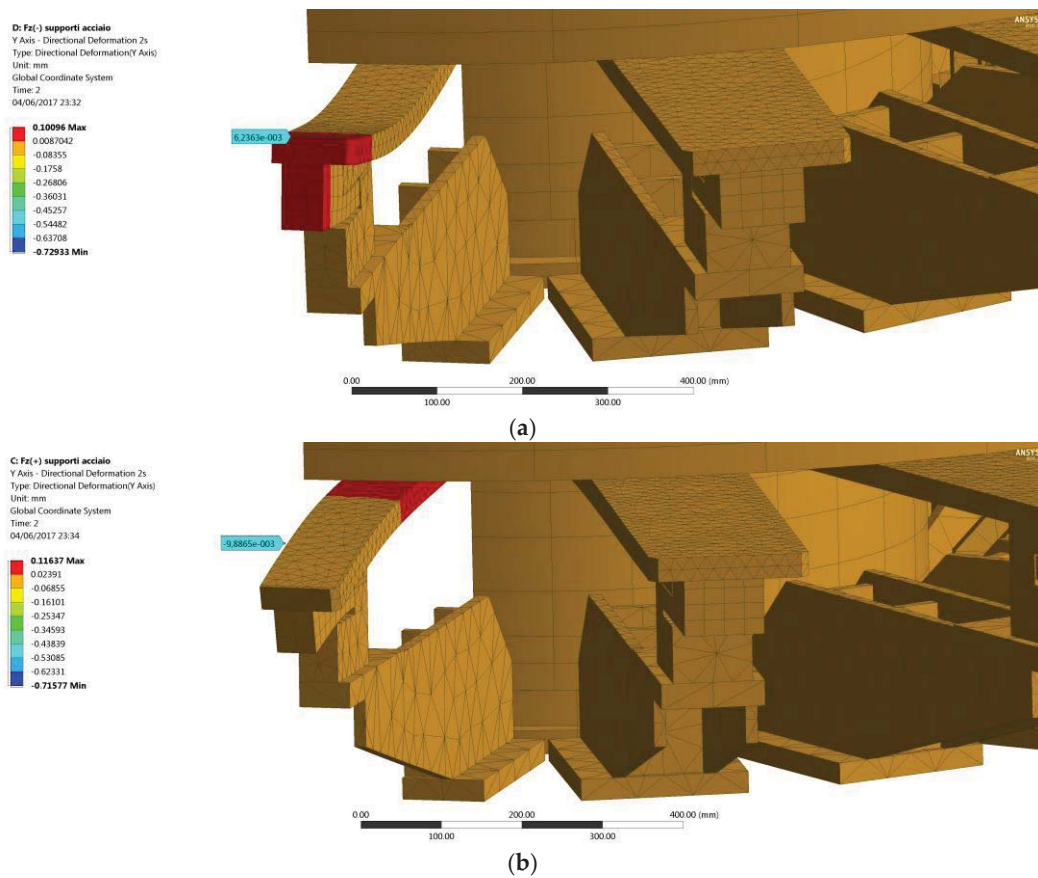 D: Fz(-) supporti acciaio
Y Axis - Directional Deformation 2s
Type: Directional Deformation(Y Axis)
Unit: mm
Global Coordinate System
Time: 2
04/06/2017 23:32
0.10096 Max
0.0087042
-0.08355
-0.1758
-0.26806
-0.36031
-0.45257
-0.54482
-0.63708
-0.72933 Min
6,2363e-003
ANSYS
0.00 200.00 400.00 (mm)
100.00 300.00
(a)
C: Fz(+) supporti acciaio
Y Axis - Directional Deformation 2s
Type: Directional Deformation(Y Axis)
Unit: mm
Global Coordinate System
Time: 2
04/06/2017 23:34
0.11637 Max
0.02391
-0.06855
-0.16101
-0.25347
-0.34593
-0.43839
-0.53085
-0.62331
-0.71577 Min
-9,8865e-003
ANSYS
0.00 200.00 400.00 (mm)
100.00 300.00
(b)